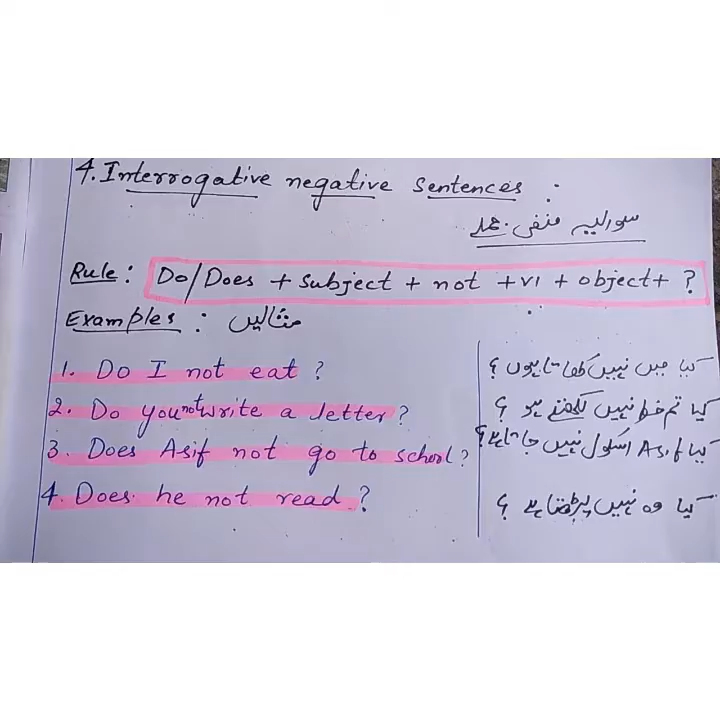 4. Interrogative negative sentences :
سوالیہ منفی جملے
Rule: Do/Does + subject + not + v1 + object + ?
Examples : مثالیں
1. Do I not eat ?
کیا میں نہیں کھاتا ہوں ؟
2. Do you not write a letter ?
کیا تم خط نہیں لکھتے ہو ؟
3. Does Asif not go to school ?
کیا Asif اسکول نہیں جاتا ہے ؟
4. Does he not read ?
کیا وہ نہیں پڑھتا ہے ؟